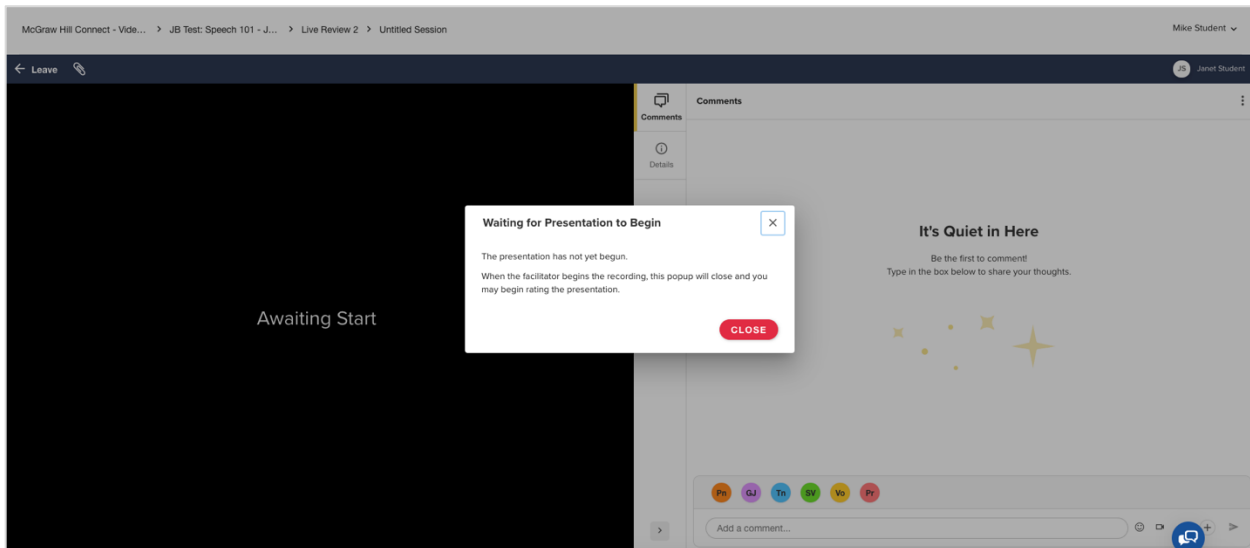 McGraw Hill Connect - Vide... > JB Test: Speech 101 - J... > Live Review 2 > Untitled Session
Mike Student
Leave
JS Janet Student
Comments
Details
Comments
Awaiting Start
Waiting for Presentation to Begin
The presentation has not yet begun.
When the facilitator begins the recording, this popup will close and you
may begin rating the presentation.
CLOSE
It's Quiet in Here
Be the first to comment!
Type in the box below to share your thoughts.
Pn GJ Tn SV Vo Pr
Add a comment...